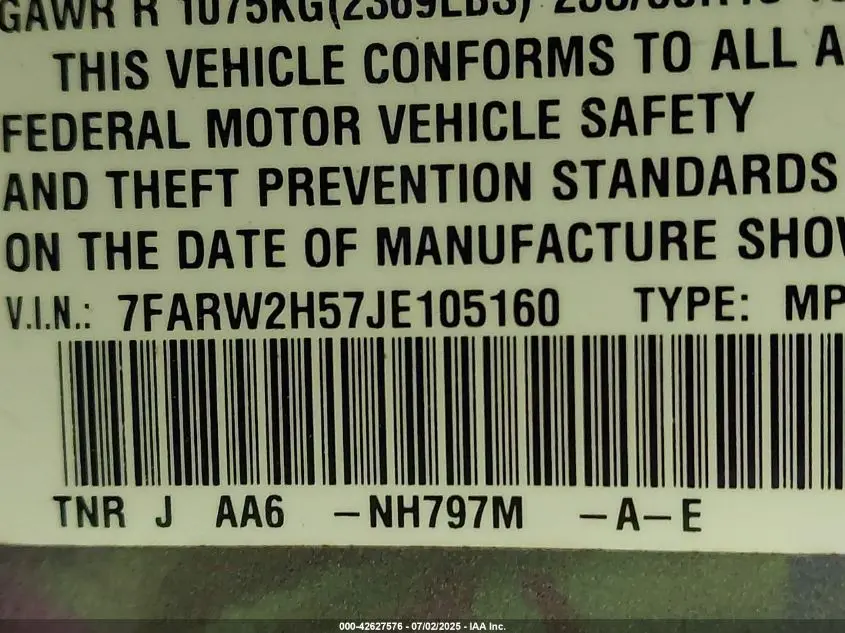 GAWR R 1075KG(2369LBS)
THIS VEHICLE CONFORMS TO ALL A
FEDERAL MOTOR VEHICLE SAFETY
AND THEFT PREVENTION STANDARDS
ON THE DATE OF MANUFACTURE SHOW
V.I.N.: 7FARW2H57JE105160 TYPE: MP
TNR J AA6 -NH797M -A-E
000-42627576 - 07/02/2025 - IAA Inc.